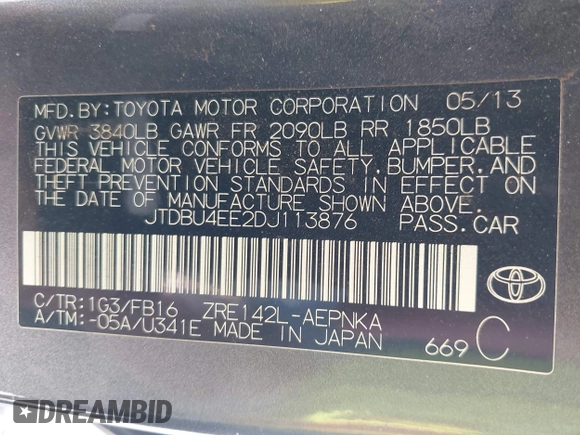 MFD.BY:TOYOTA MOTOR CORPORATION 05/13
GVWR 3840LB GAWR FR 2090LB RR 1850LB
THIS VEHICLE CONFORMS TO ALL APPLICABLE
FEDERAL MOTOR VEHICLE SAFETY, BUMPER, AND
THEFT PREVENTION STANDARDS IN EFFECT ON
THE DATE OF MANUFACTURE SHOWN ABOVE.
JTDBU4EE2DJ113876 PASS.CAR
C/TR:1G3/FB16 ZRE142L-AEPNKA
A/TM:-05A/U341E MADE IN JAPAN 669 C
DREAMBID